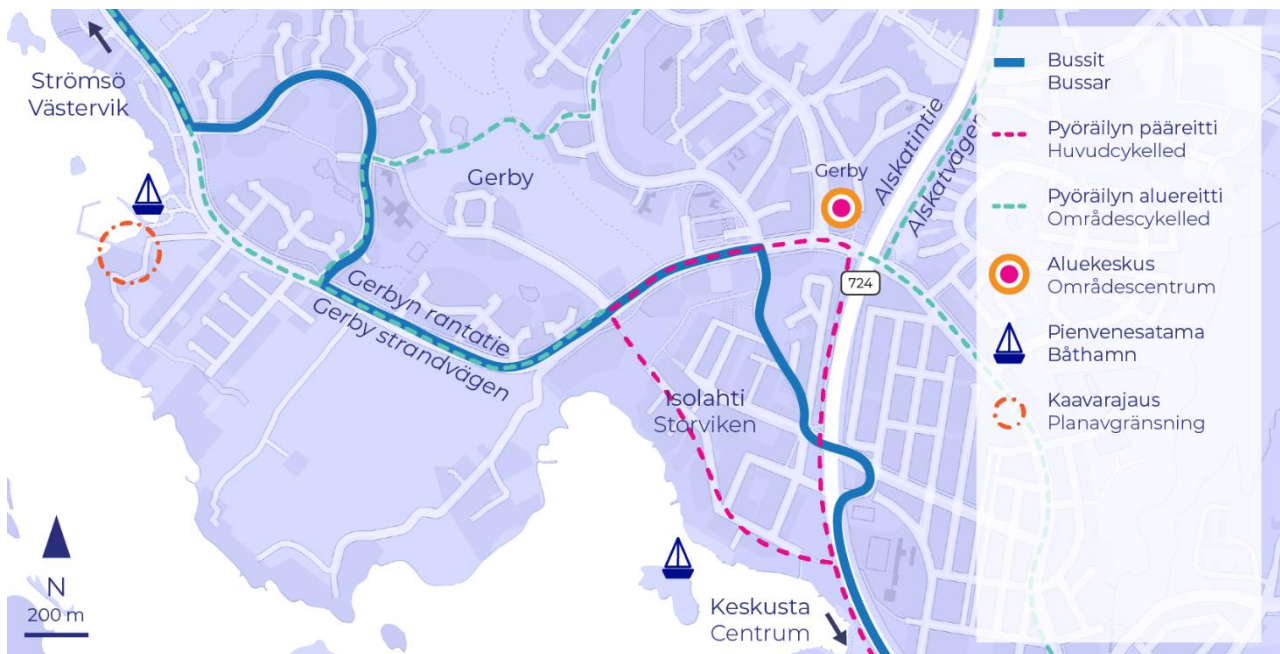 Strömsö
Västervik
Gerby
Gerbyn rantatie
Gerby strandvägen
Isolahti
Storviken
Gerby
Alskatintie
Alskatvägen
724
Keskusta
Centrum
N
200 m
Bussit
Bussar
Pyöräilyn pääreitti
Huvudcykelled
Pyöräilyn aluereitti
Områdescykelled
Aluekeskus
Områdescentrum
Pienvenesatama
Båthamn
Kaavarajaus
Planavgränsning